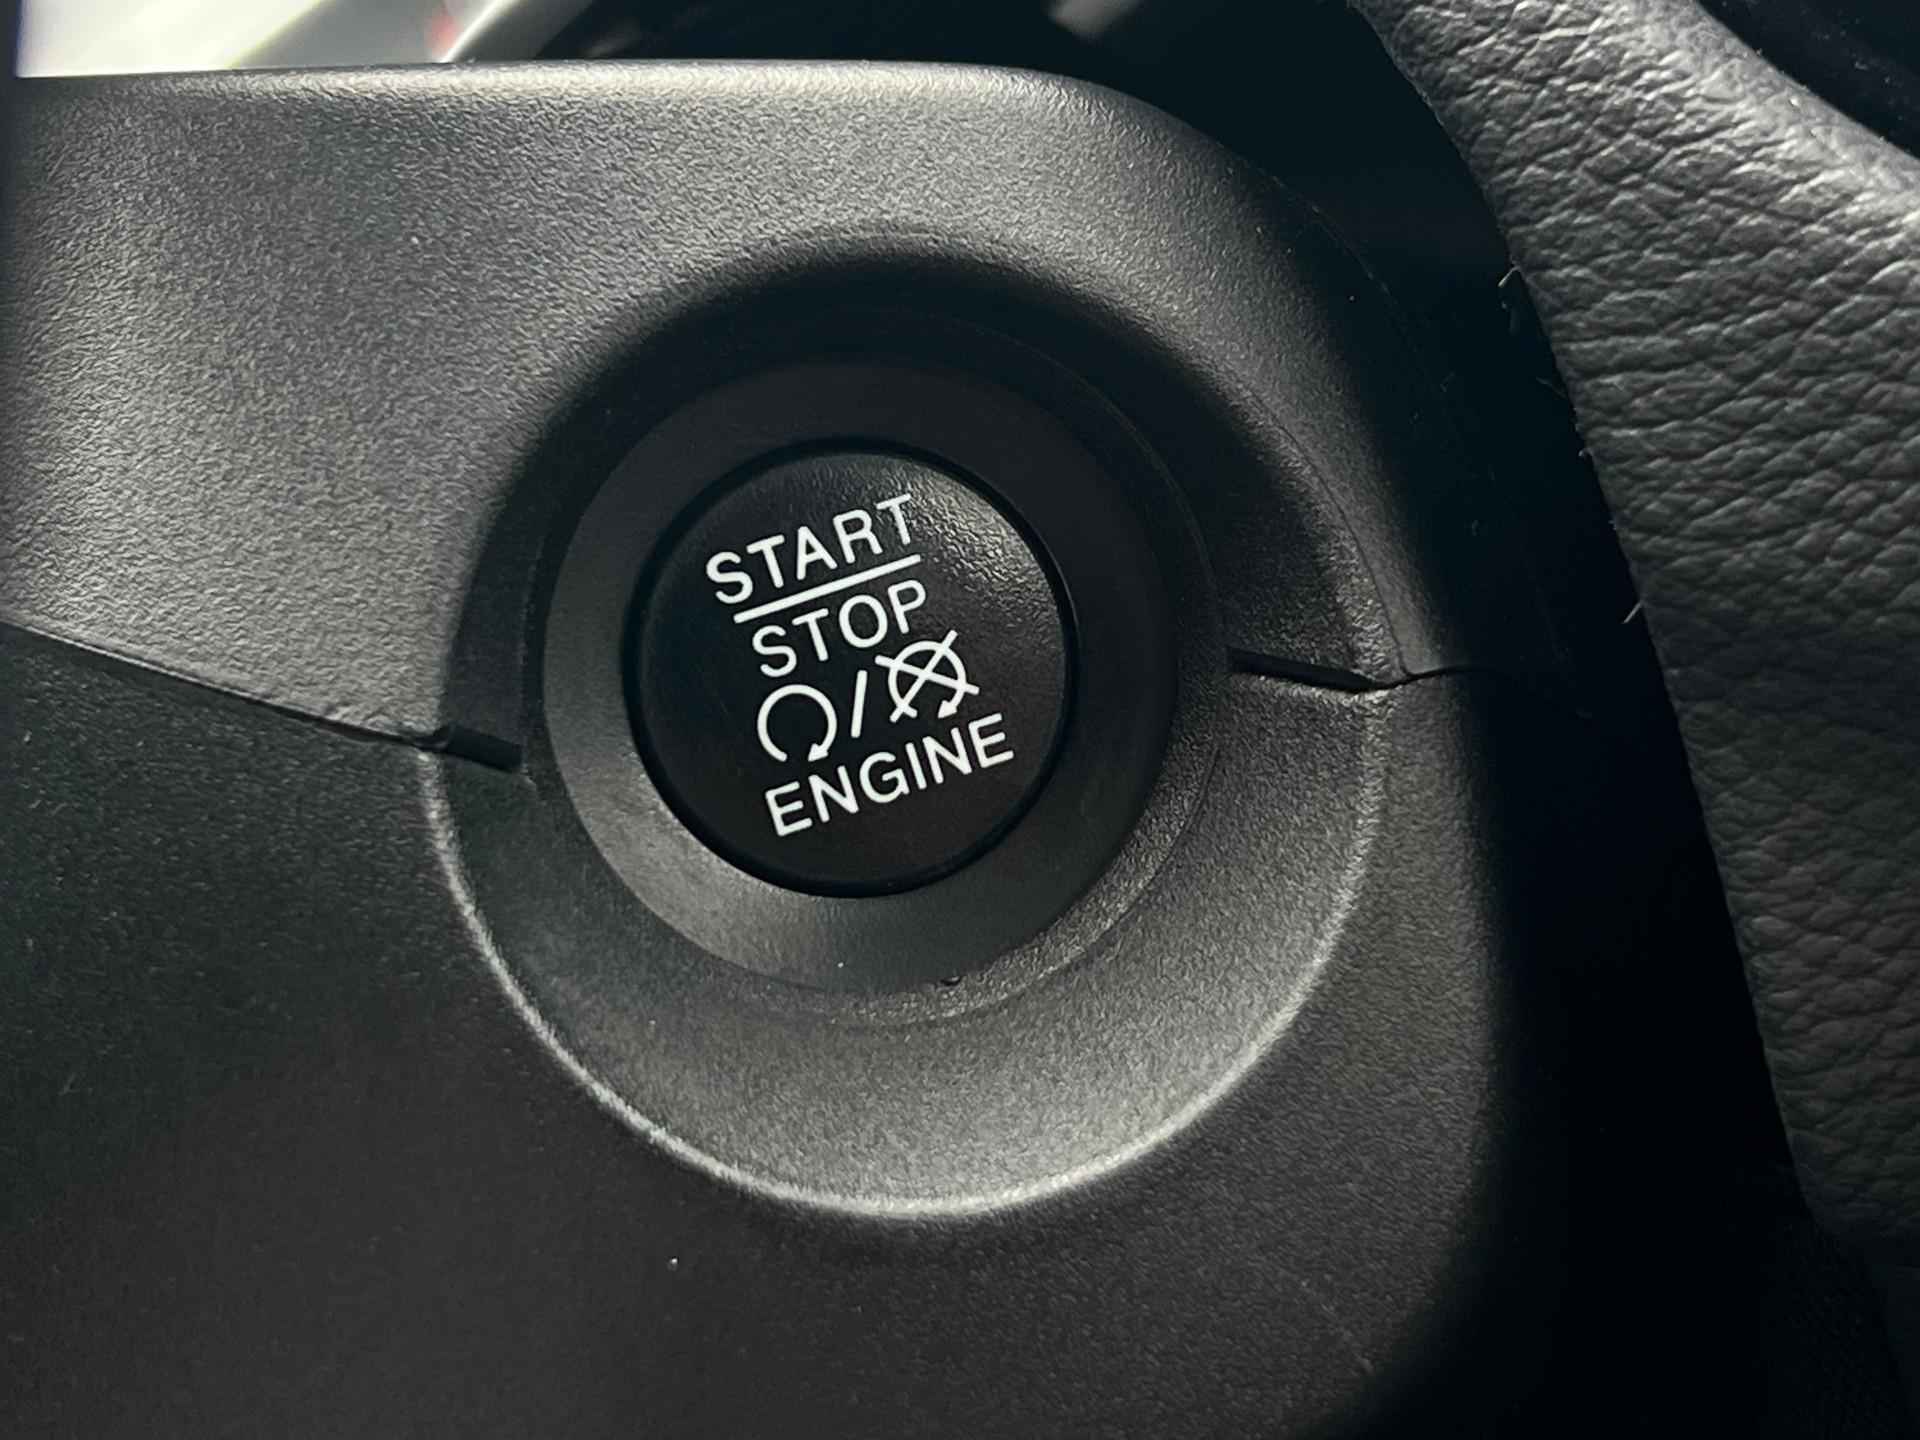 START
STOP
/
ENGINE